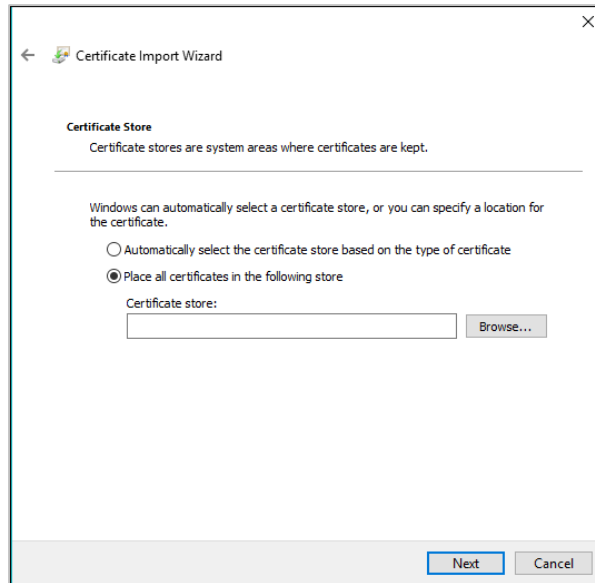 Certificate Import Wizard
Certificate Store
Certificate stores are system areas where certificates are kept.
Windows can automatically select a certificate store, or you can specify a location for
the certificate.
Automatically select the certificate store based on the type of certificate
Place all certificates in the following store
Certificate store:
Browse...
Next
Cancel